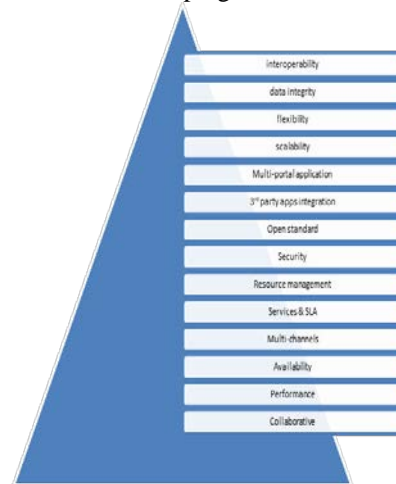 interoperability
data integrity
flexibility
scalability
Multi-portal application
3rd party apps integration
Open standard
Security
Resource management
Services & SLA
Multi-channels
Availability
Performance
Collaborative